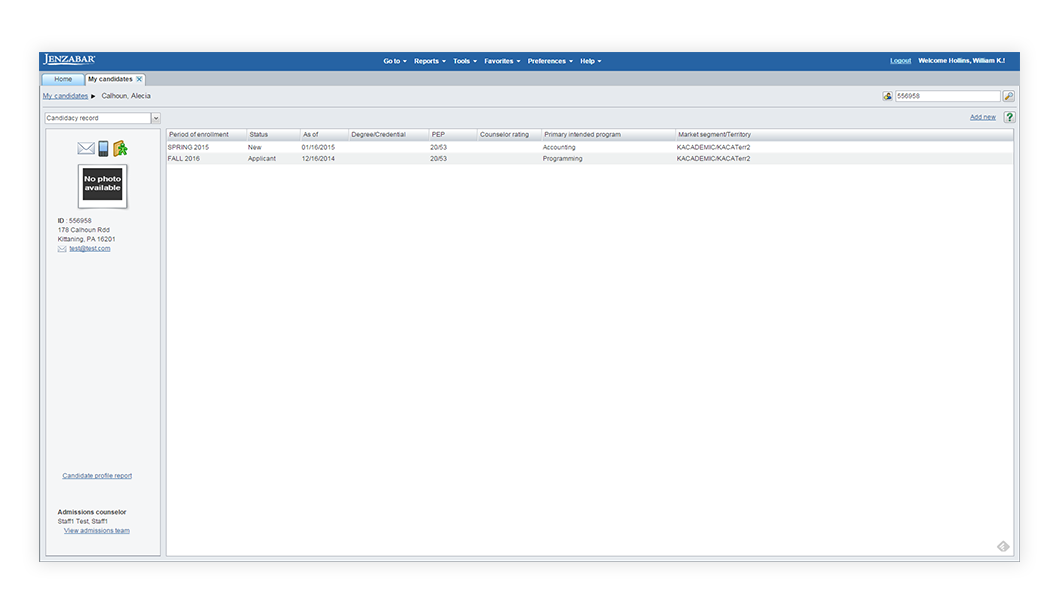 JENZABAR
Go to Reports Tools Favorites Preferences Help
Logout Welcome Hollins, William K.!
Home My candidates
My candidates ▶ Calhoun, Alecia
556958
Candidacy record
Add new ?
No photo
available
ID : 556958
178 Calhoun Rdd
Kittaning, PA 16201
test@test.com
Candidate profile report
Admissions counselor
Staff1 Test, Staff1
View admissions team
Period of enrollment Status As of Degree/Credential PEP Counselor rating Primary intended program Market segment/Territory
SPRING 2015 New 01/16/2015 20/53 Accounting KACADEMIC/KACATerr2
FALL 2016 Applicant 12/16/2014 20/53 Programming KACADEMIC/KACATerr2